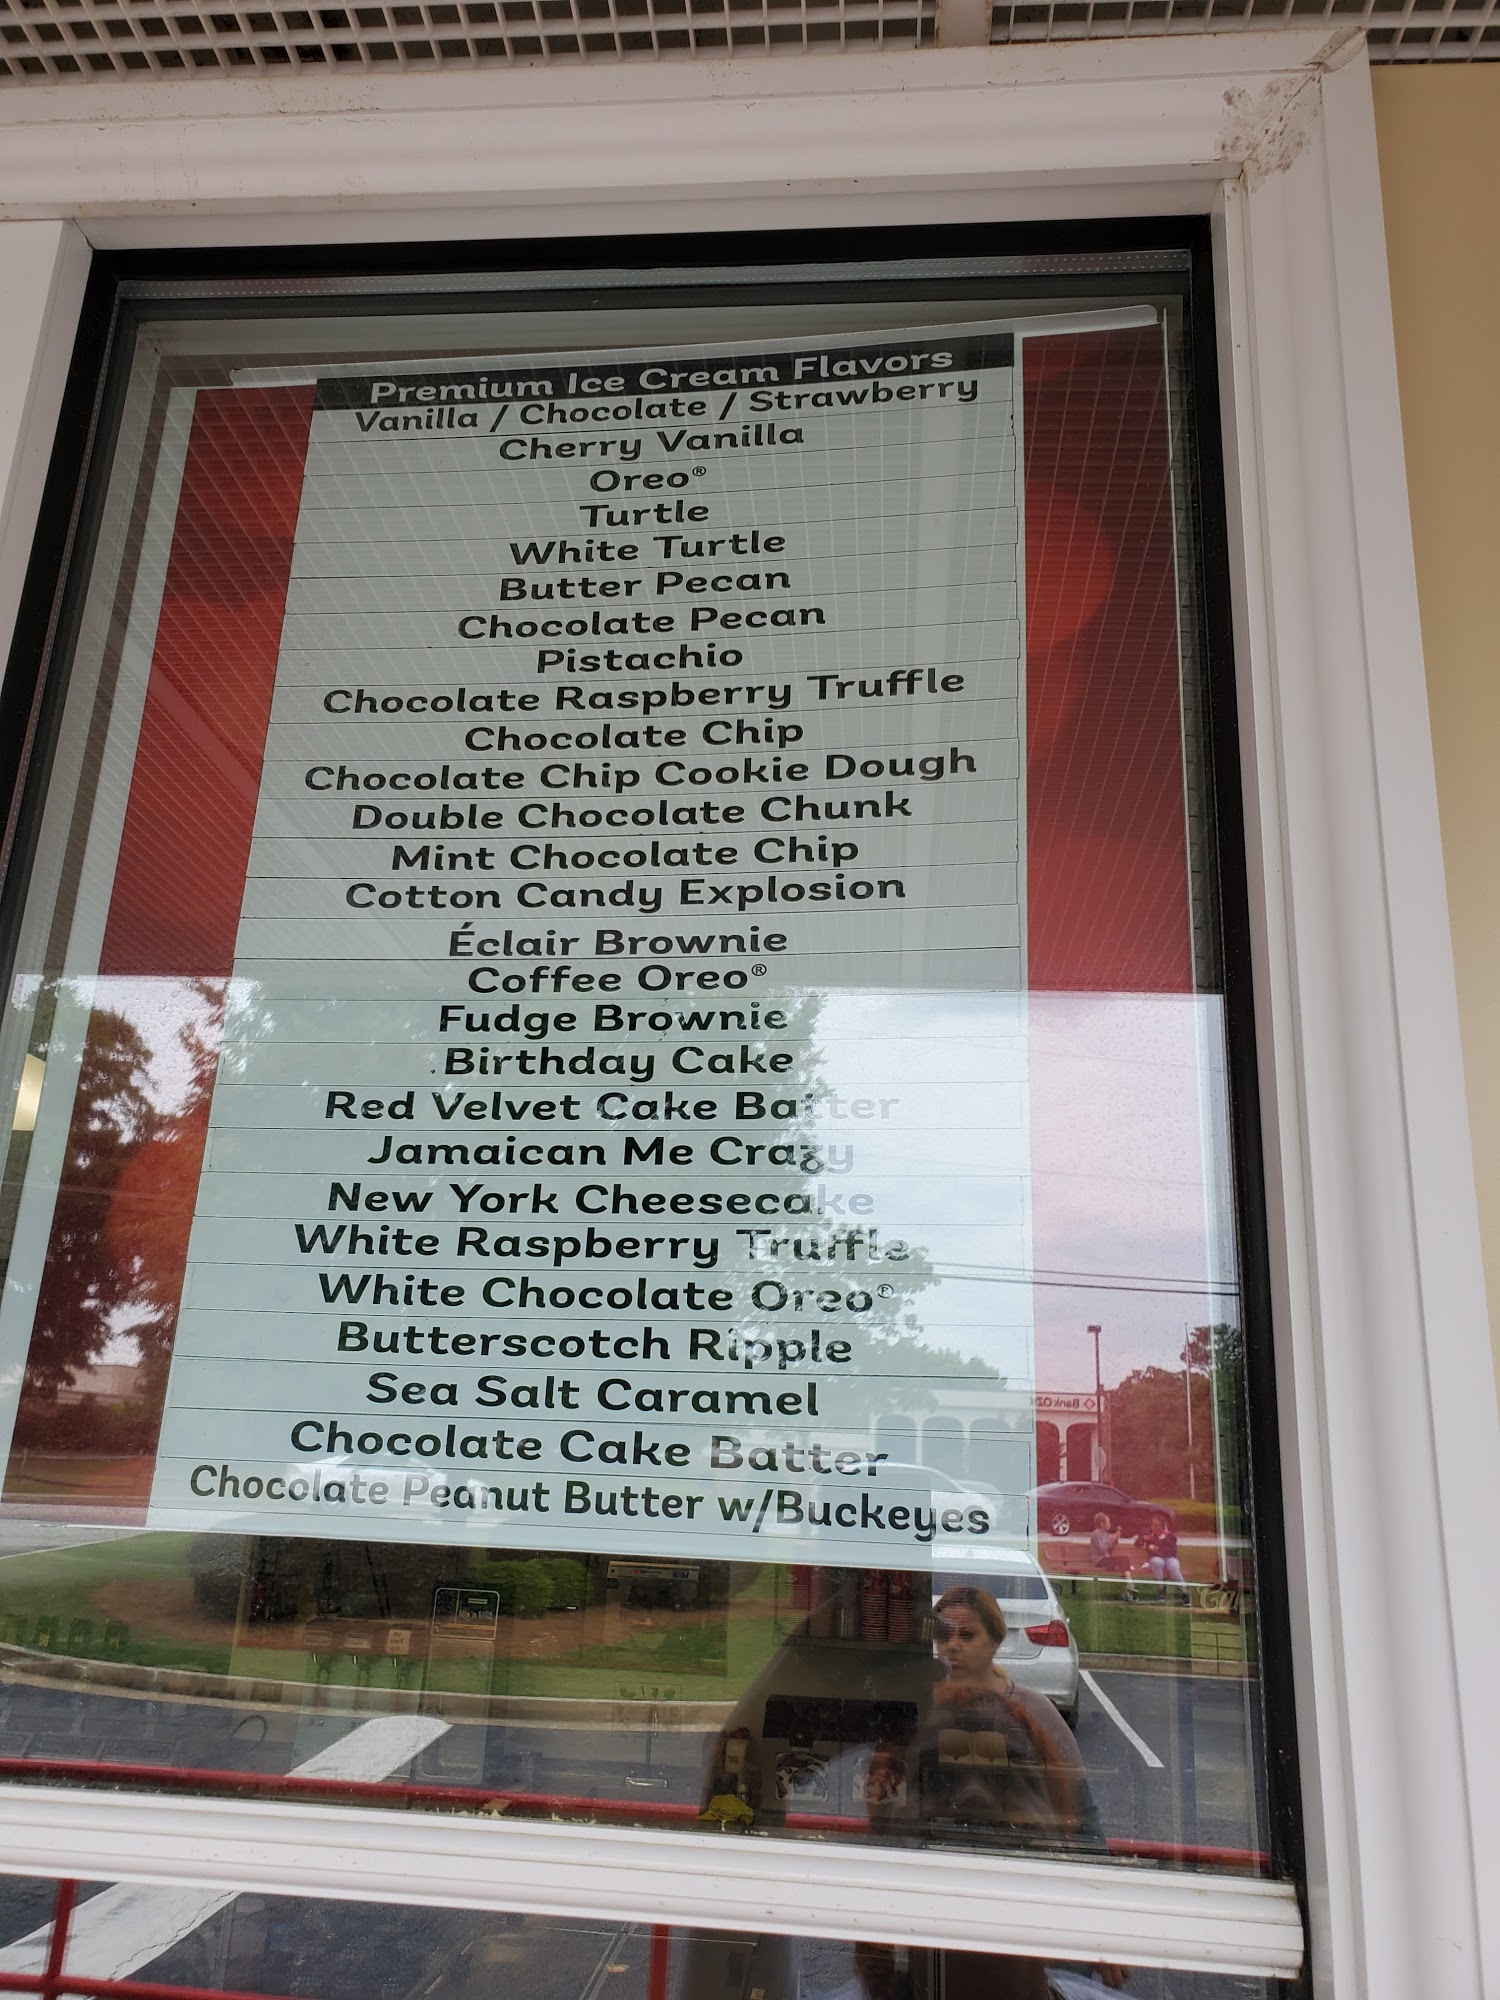 Premium Ice Cream Flavors
Vanilla / Chocolate / Strawberry
Cherry Vanilla
Oreo®
Turtle
White Turtle
Butter Pecan
Chocolate Pecan
Pistachio
Chocolate Raspberry Truffle
Chocolate Chip
Chocolate Chip Cookie Dough
Double Chocolate Chunk
Mint Chocolate Chip
Cotton Candy Explosion
Éclair Brownie
Coffee Oreo®
Fudge Brownie
Birthday Cake
Red Velvet Cake Batter
Jamaican Me Crazy
New York Cheesecake
White Raspberry Truffle
White Chocolate Oreo®
Butterscotch Ripple
Sea Salt Caramel
Chocolate Cake Batter
Chocolate Peanut Butter w/Buckeyes